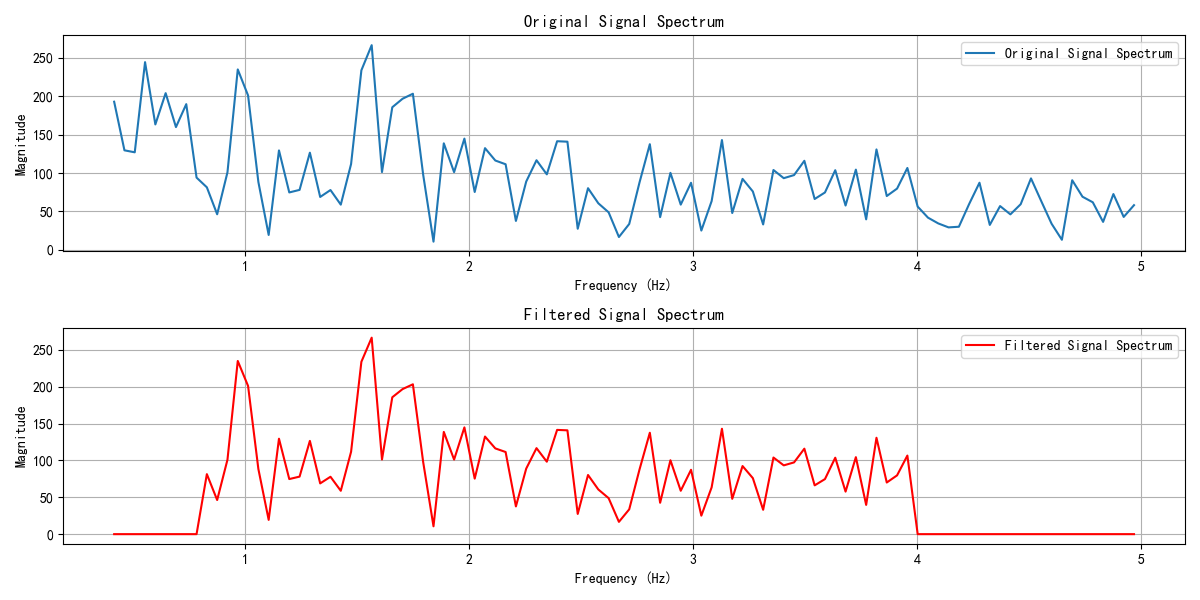 Original Signal Spectrum
250
200
150
100
50
0
Magnitude
Original Signal Spectrum
1
2
3
4
5
Frequency (Hz)
Filtered Signal Spectrum
250
200
150
100
50
0
Magnitude
Filtered Signal Spectrum
1
2
3
4
5
Frequency (Hz)